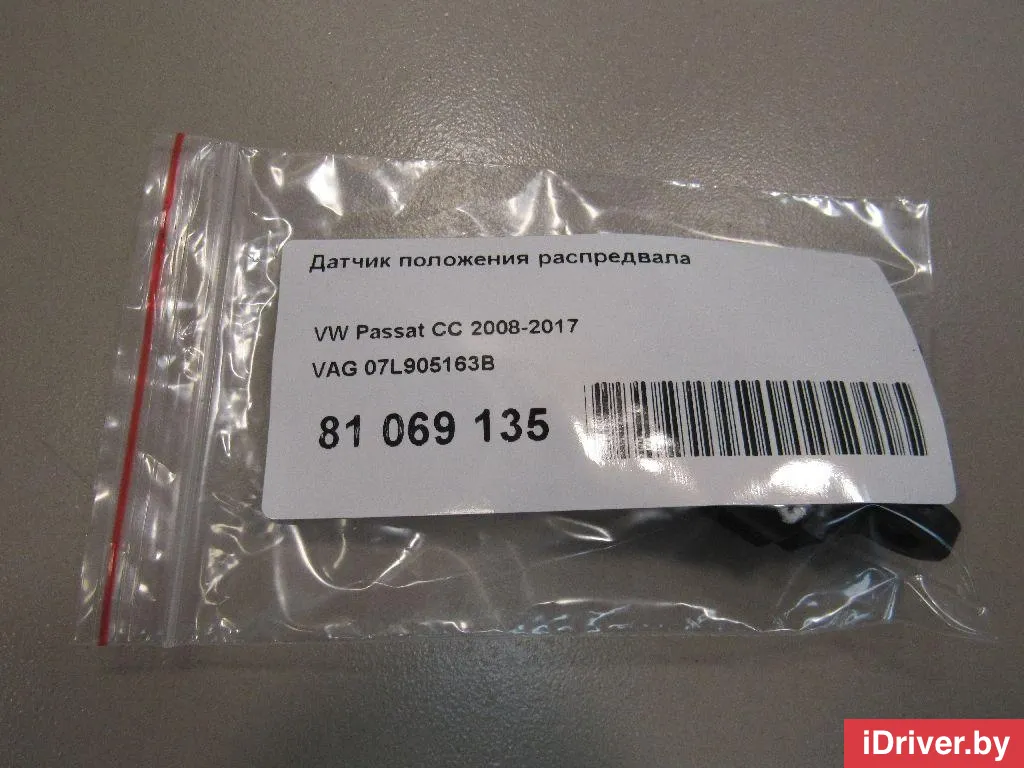 Датчик положения распредвала
VW Passat CC 2008-2017
VAG 07L905163B
81 069 135
iDriver.by